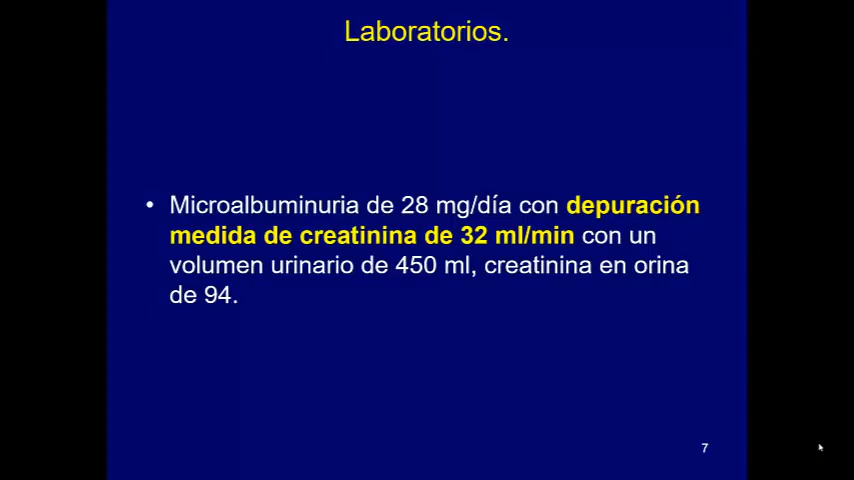 Laboratorios.
• Microalbuminuria de 28 mg/día con depuración
medida de creatinina de 32 ml/min con un
volumen urinario de 450 ml, creatinina en orina
de 94.
7